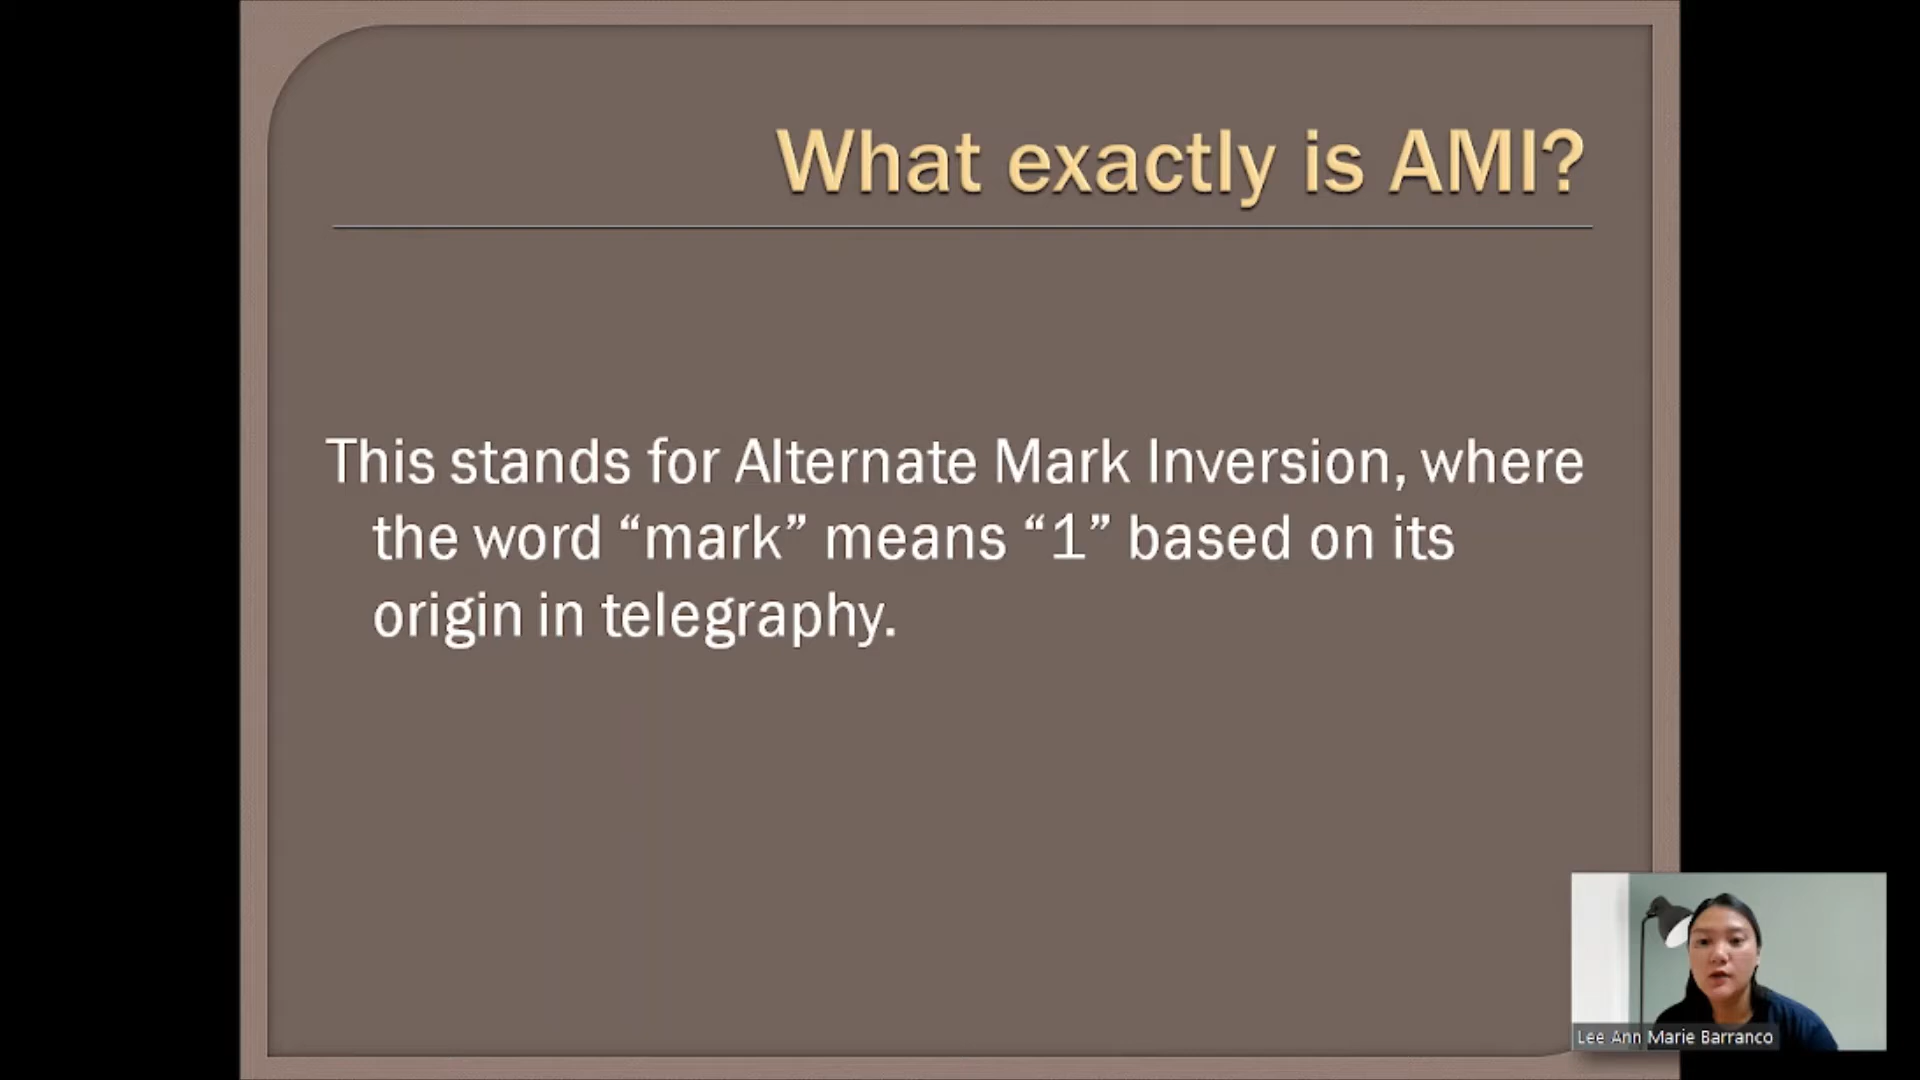 What exactly is AMI?
This stands for Alternate Mark Inversion, where
the word “mark” means “1” based on its
origin in telegraphy.
Lee Ann Marie Barranco